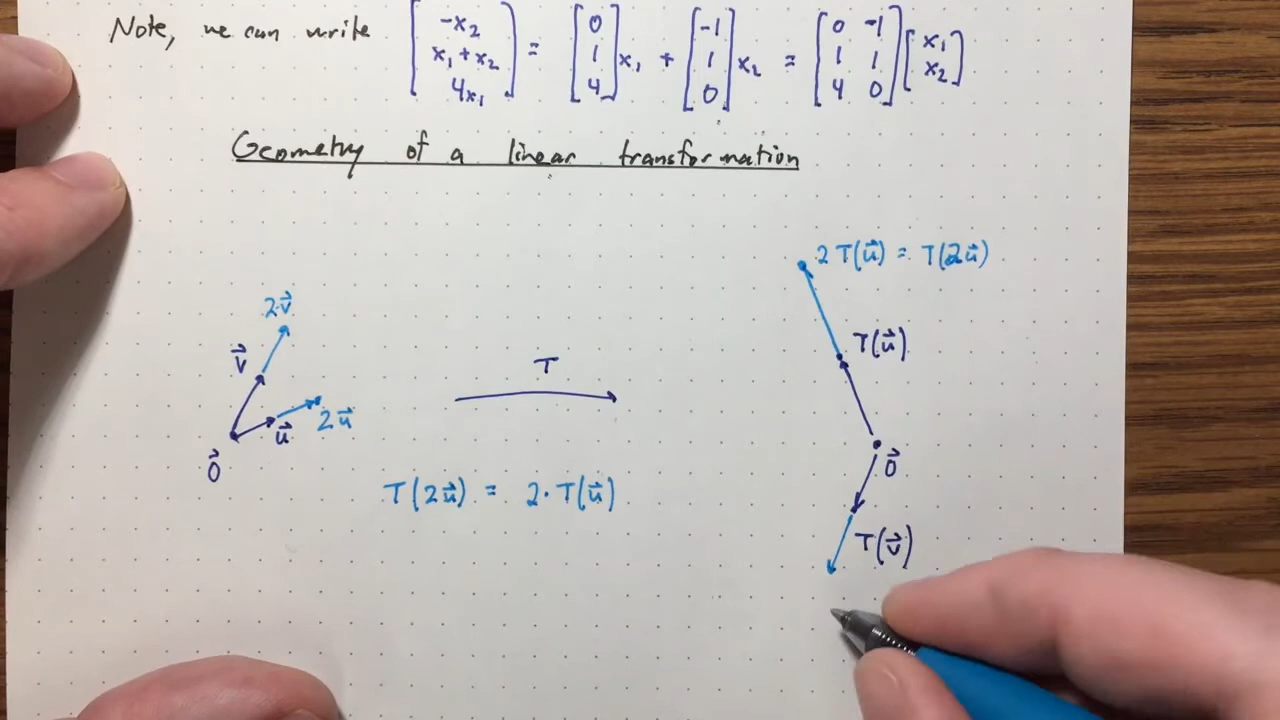 Note, we can write [-x₂; x₁ + x₂; 4x₁] = [0; 1; 4] x₁ + [-1; 1; 0] x₂ = [0 -1; 1 1; 4 0] [x₁; x₂]
Geometry of a linear transformation
2T(u⃗) = T(2u⃗)
2v⃗
v⃗
T
T(u⃗)
2u⃗
u⃗
0⃗
0⃗
T(2u⃗) = 2·T(u⃗)
T(v⃗)